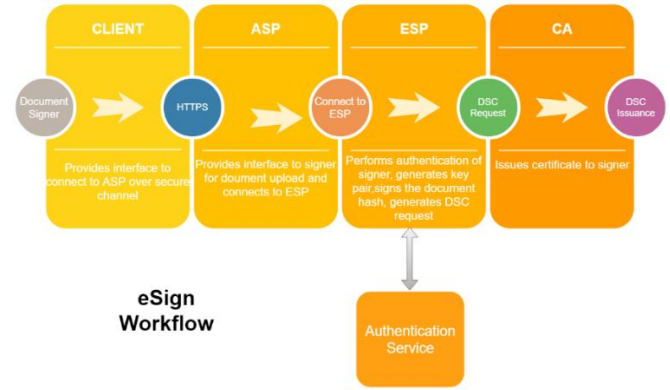 CLIENT
ASP
ESP
CA
Document
Signer
HTTPS
Connect to
ESP
DSC
Request
DSC
Issuance
Provides interface to
connect to ASP over secure
channel
Provides interface to signer
for doument upload and
connects to ESP
Performs authentication of
signer, generates key
pair,signs the document
hash, generates DSC
request
Issues certificate to signer
eSign
Workflow
Authentication
Service